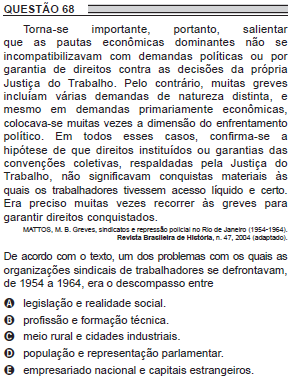 QUESTÃO 68
Torna-se importante, portanto, salientar
que as pautas econômicas dominantes não se
incompatibilizavam com demandas políticas ou por
garantia de direitos contra as decisões da própria
Justiça do Trabalho. Pelo contrário, muitas greves
incluíam várias demandas de natureza distinta, e
mesmo em demandas primariamente econômicas,
colocava-se muitas vezes a dimensão do enfrentamento
político. Em todos esses casos, confirma-se a
hipótese de que direitos instituídos ou garantias das
convenções coletivas, respaldadas pela Justiça do
Trabalho, não significavam conquistas materiais às
quais os trabalhadores tivessem acesso líquido e certo.
Era preciso muitas vezes recorrer às greves para
garantir direitos conquistados.
MATTOS, M. B. Greves, sindicatos e repressão policial no Rio de Janeiro (1954-1964).
Revista Brasileira de História, n. 47, 2004 (adaptado).
De acordo com o texto, um dos problemas com os quais as
organizações sindicais de trabalhadores se defrontavam,
de 1954 a 1964, era o descompasso entre
A legislação e realidade social.
B profissão e formação técnica.
C meio rural e cidades industriais.
D população e representação parlamentar.
E empresariado nacional e capitais estrangeiros.